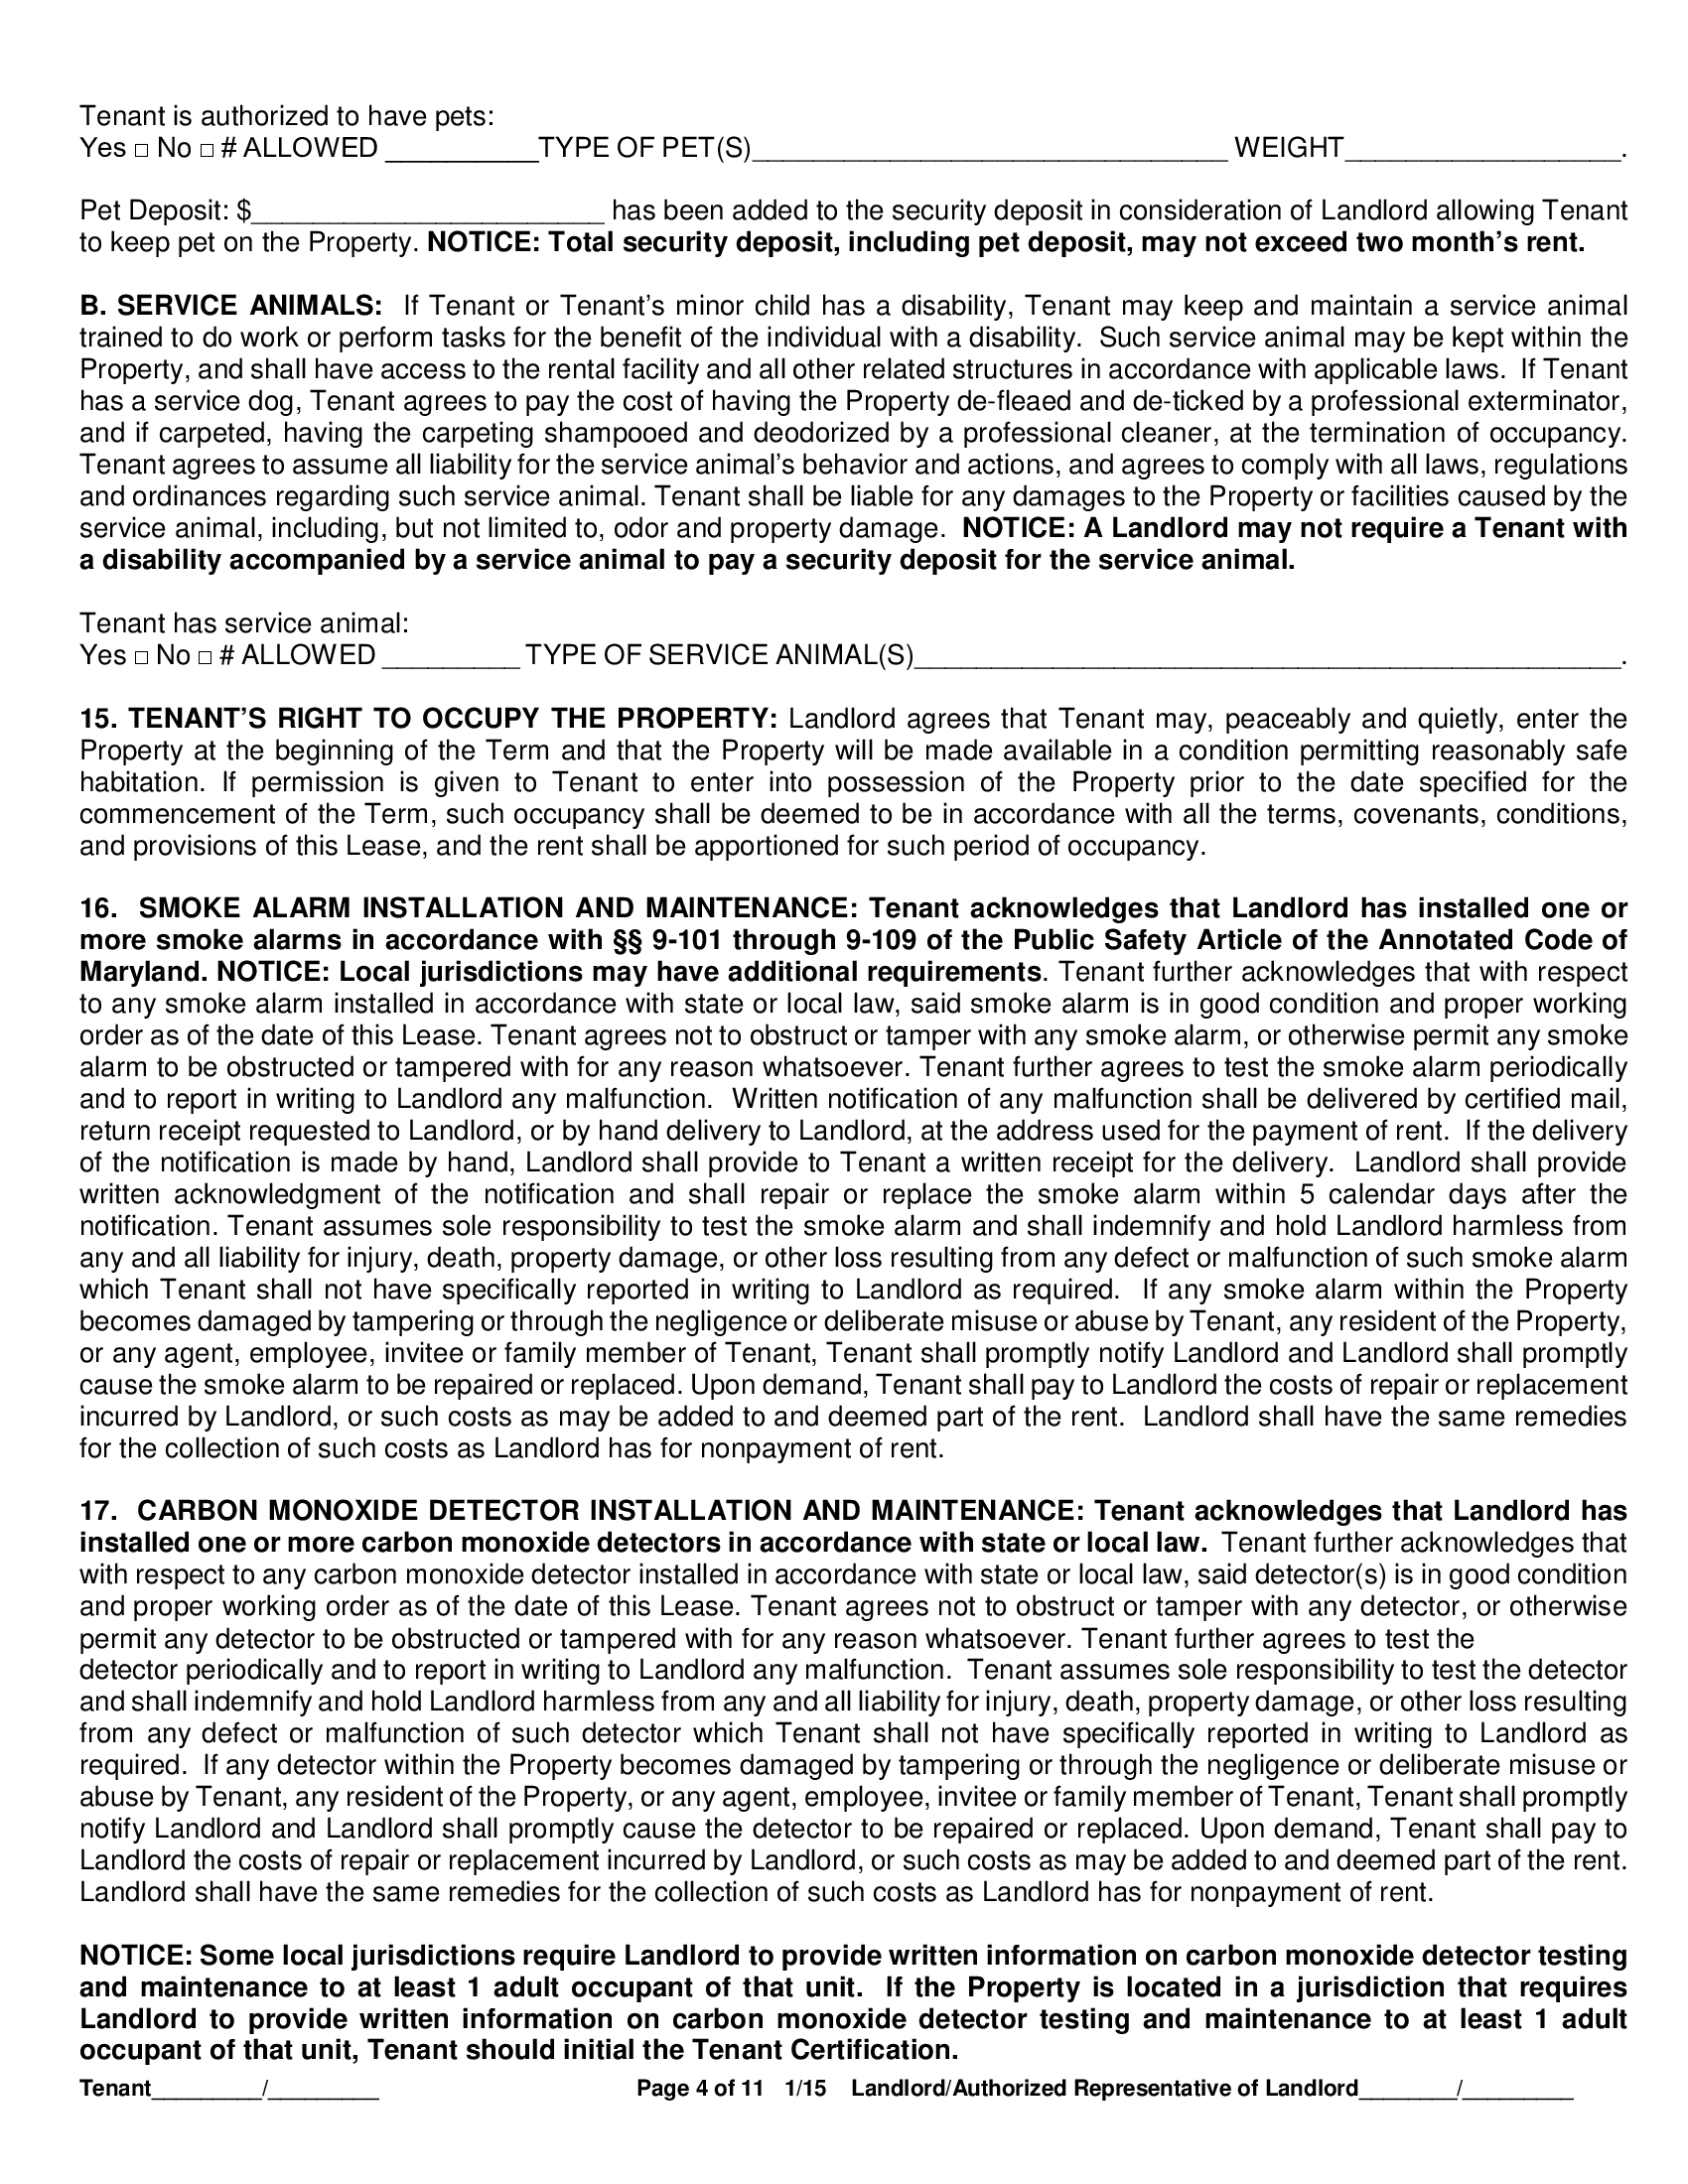 Tenant is authorized to have pets:
Yes □ No □ # ALLOWED __________TYPE OF PET(S)_______________________________ WEIGHT__________________.
Pet Deposit: $_______________________ has been added to the security deposit in consideration of Landlord allowing Tenant
to keep pet on the Property. NOTICE: Total security deposit, including pet deposit, may not exceed two month’s rent.
B. SERVICE ANIMALS: If Tenant or Tenant’s minor child has a disability, Tenant may keep and maintain a service animal
trained to do work or perform tasks for the benefit of the individual with a disability. Such service animal may be kept within the
Property, and shall have access to the rental facility and all other related structures in accordance with applicable laws. If Tenant
has a service dog, Tenant agrees to pay the cost of having the Property de-fleaed and de-ticked by a professional exterminator,
and if carpeted, having the carpeting shampooed and deodorized by a professional cleaner, at the termination of occupancy.
Tenant agrees to assume all liability for the service animal’s behavior and actions, and agrees to comply with all laws, regulations
and ordinances regarding such service animal. Tenant shall be liable for any damages to the Property or facilities caused by the
service animal, including, but not limited to, odor and property damage. NOTICE: A Landlord may not require a Tenant with
a disability accompanied by a service animal to pay a security deposit for the service animal.
Tenant has service animal:
Yes □ No □ # ALLOWED _________ TYPE OF SERVICE ANIMAL(S)______________________________________________.
15. TENANT’S RIGHT TO OCCUPY THE PROPERTY: Landlord agrees that Tenant may, peaceably and quietly, enter the
Property at the beginning of the Term and that the Property will be made available in a condition permitting reasonably safe
habitation. If permission is given to Tenant to enter into possession of the Property prior to the date specified for the
commencement of the Term, such occupancy shall be deemed to be in accordance with all the terms, covenants, conditions,
and provisions of this Lease, and the rent shall be apportioned for such period of occupancy.
16. SMOKE ALARM INSTALLATION AND MAINTENANCE: Tenant acknowledges that Landlord has installed one or
more smoke alarms in accordance with §§ 9-101 through 9-109 of the Public Safety Article of the Annotated Code of
Maryland. NOTICE: Local jurisdictions may have additional requirements. Tenant further acknowledges that with respect
to any smoke alarm installed in accordance with state or local law, said smoke alarm is in good condition and proper working
order as of the date of this Lease. Tenant agrees not to obstruct or tamper with any smoke alarm, or otherwise permit any smoke
alarm to be obstructed or tampered with for any reason whatsoever. Tenant further agrees to test the smoke alarm periodically
and to report in writing to Landlord any malfunction. Written notification of any malfunction shall be delivered by certified mail,
return receipt requested to Landlord, or by hand delivery to Landlord, at the address used for the payment of rent. If the delivery
of the notification is made by hand, Landlord shall provide to Tenant a written receipt for the delivery. Landlord shall provide
written acknowledgment of the notification and shall repair or replace the smoke alarm within 5 calendar days after the
notification. Tenant assumes sole responsibility to test the smoke alarm and shall indemnify and hold Landlord harmless from
any and all liability for injury, death, property damage, or other loss resulting from any defect or malfunction of such smoke alarm
which Tenant shall not have specifically reported in writing to Landlord as required. If any smoke alarm within the Property
becomes damaged by tampering or through the negligence or deliberate misuse or abuse by Tenant, any resident of the Property,
or any agent, employee, invitee or family member of Tenant, Tenant shall promptly notify Landlord and Landlord shall promptly
cause the smoke alarm to be repaired or replaced. Upon demand, Tenant shall pay to Landlord the costs of repair or replacement
incurred by Landlord, or such costs as may be added to and deemed part of the rent. Landlord shall have the same remedies
for the collection of such costs as Landlord has for nonpayment of rent.
17. CARBON MONOXIDE DETECTOR INSTALLATION AND MAINTENANCE: Tenant acknowledges that Landlord has
installed one or more carbon monoxide detectors in accordance with state or local law. Tenant further acknowledges that
with respect to any carbon monoxide detector installed in accordance with state or local law, said detector(s) is in good condition
and proper working order as of the date of this Lease. Tenant agrees not to obstruct or tamper with any detector, or otherwise
permit any detector to be obstructed or tampered with for any reason whatsoever. Tenant further agrees to test the
detector periodically and to report in writing to Landlord any malfunction. Tenant assumes sole responsibility to test the detector
and shall indemnify and hold Landlord harmless from any and all liability for injury, death, property damage, or other loss resulting
from any defect or malfunction of such detector which Tenant shall not have specifically reported in writing to Landlord as
required. If any detector within the Property becomes damaged by tampering or through the negligence or deliberate misuse or
abuse by Tenant, any resident of the Property, or any agent, employee, invitee or family member of Tenant, Tenant shall promptly
notify Landlord and Landlord shall promptly cause the detector to be repaired or replaced. Upon demand, Tenant shall pay to
Landlord the costs of repair or replacement incurred by Landlord, or such costs as may be added to and deemed part of the rent.
Landlord shall have the same remedies for the collection of such costs as Landlord has for nonpayment of rent.
NOTICE: Some local jurisdictions require Landlord to provide written information on carbon monoxide detector testing
and maintenance to at least 1 adult occupant of that unit. If the Property is located in a jurisdiction that requires
Landlord to provide written information on carbon monoxide detector testing and maintenance to at least 1 adult
occupant of that unit, Tenant should initial the Tenant Certification.
Tenant________/________ Page 4 of 11 1/15 Landlord/Authorized Representative of Landlord_______/________